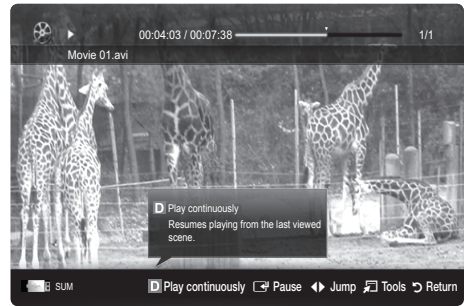 00:04:03 / 00:07:38 1/1
Movie 01.avi
D Play continuously
Resumes playing from the last viewed
scene.
SUM D Play continuously Pause Jump Tools Return